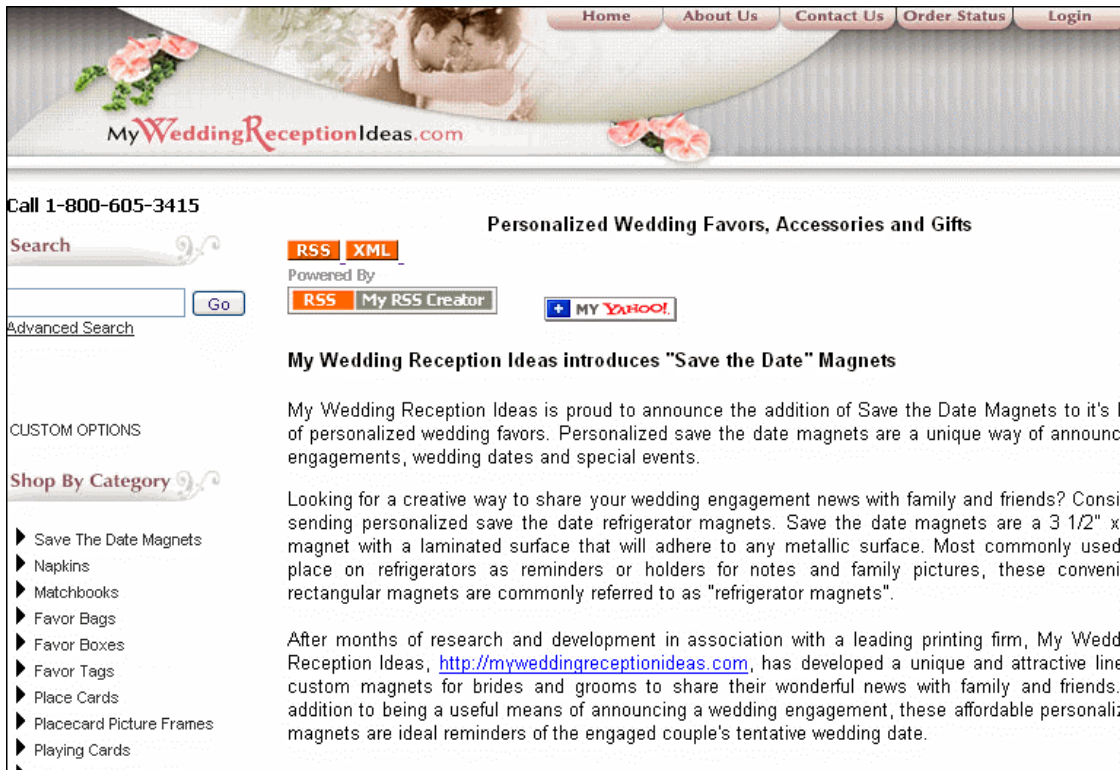 Home About Us Contact Us Order Status Login
MyWeddingReceptionIdeas.com
Call 1-800-605-3415
Search
Go
Advanced Search
CUSTOM OPTIONS
Shop By Category
Save The Date Magnets
Napkins
Matchbooks
Favor Bags
Favor Boxes
Favor Tags
Place Cards
Placecard Picture Frames
Playing Cards
Personalized Wedding Favors, Accessories and Gifts
RSS XML
Powered By
RSS My RSS Creator
+ MY YAHOO!
My Wedding Reception Ideas introduces "Save the Date" Magnets
My Wedding Reception Ideas is proud to announce the addition of Save the Date Magnets to it's
of personalized wedding favors. Personalized save the date magnets are a unique way of announc
engagements, wedding dates and special events.
Looking for a creative way to share your wedding engagement news with family and friends? Consi
sending personalized save the date refrigerator magnets. Save the date magnets are a 3 1/2" x
magnet with a laminated surface that will adhere to any metallic surface. Most commonly used
place on refrigerators as reminders or holders for notes and family pictures, these conveni
rectangular magnets are commonly referred to as "refrigerator magnets".
After months of research and development in association with a leading printing firm, My Wedd
Reception Ideas, http://myweddingreceptionideas.com, has developed a unique and attractive line
custom magnets for brides and grooms to share their wonderful news with family and friends.
addition to being a useful means of announcing a wedding engagement, these affordable personaliz
magnets are ideal reminders of the engaged couple's tentative wedding date.